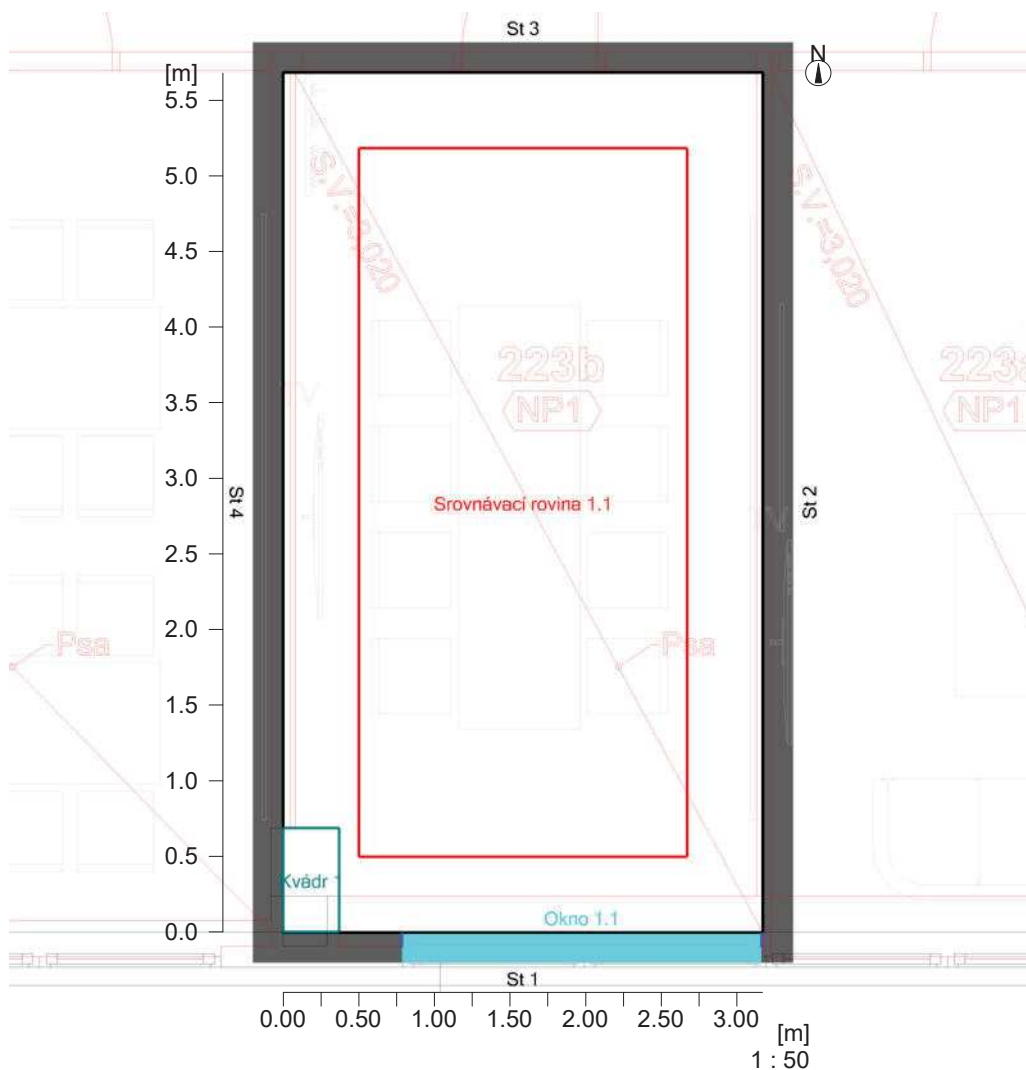 St 3
[m]
N
5.5
5.0
4.5
4.0
3.5
3.0
2.5
2.0
1.5
1.0
0.5
0.0
S.V.=3,020
S.V.=3,020
223b
NP1
223a
NP1
St 4
St 2
Srovnávací rovina 1.1
Psa
Psa
Kvádr 1
Okno 1.1
St 1
0.00 0.50 1.00 1.50 2.00 2.50 3.00
[m]
1 : 50